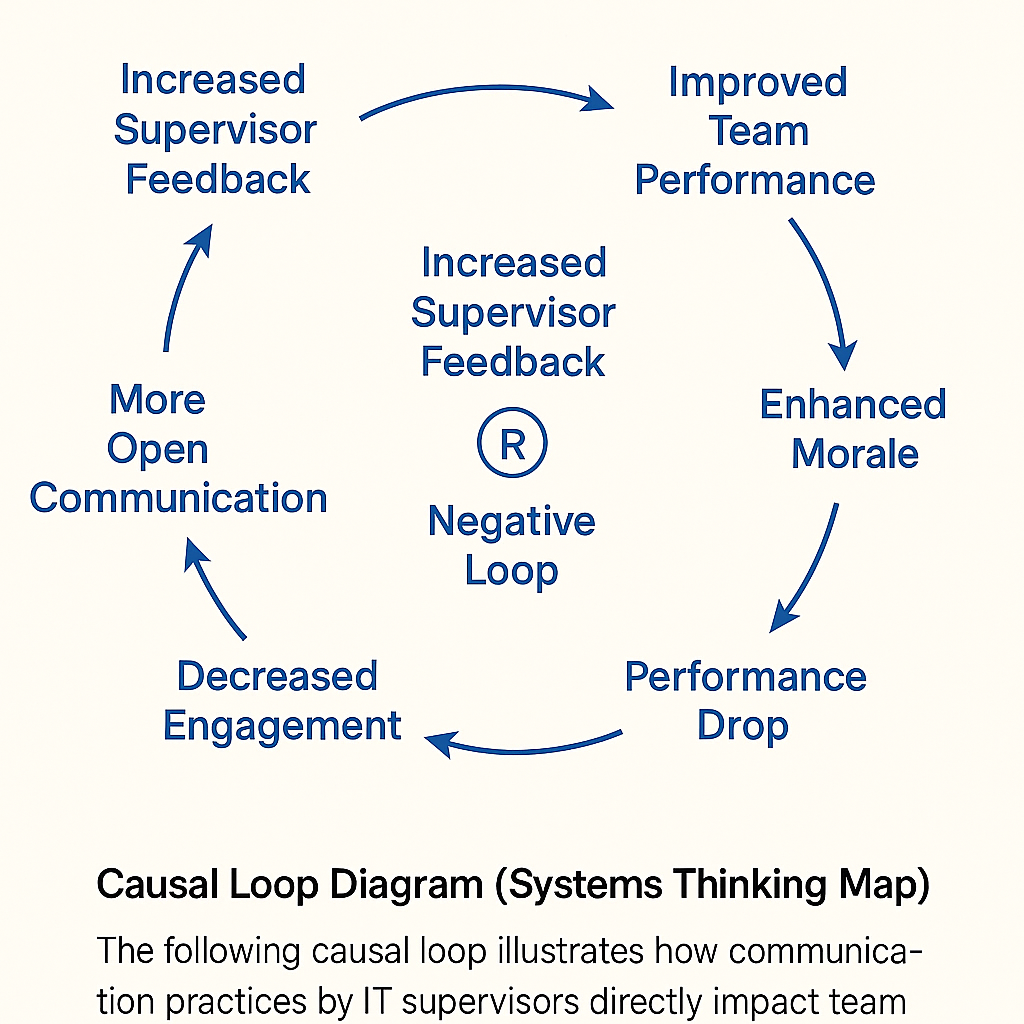 Increased
Supervisor
Feedback
Improved
Team
Performance
Increased
Supervisor
Feedback
R
Negative
Loop
Enhanced
Morale
More
Open
Communication
Performance
Drop
Decreased
Engagement
Causal Loop Diagram (Systems Thinking Map)
The following causal loop illustrates how communica-
tion practices by IT supervisors directly impact team